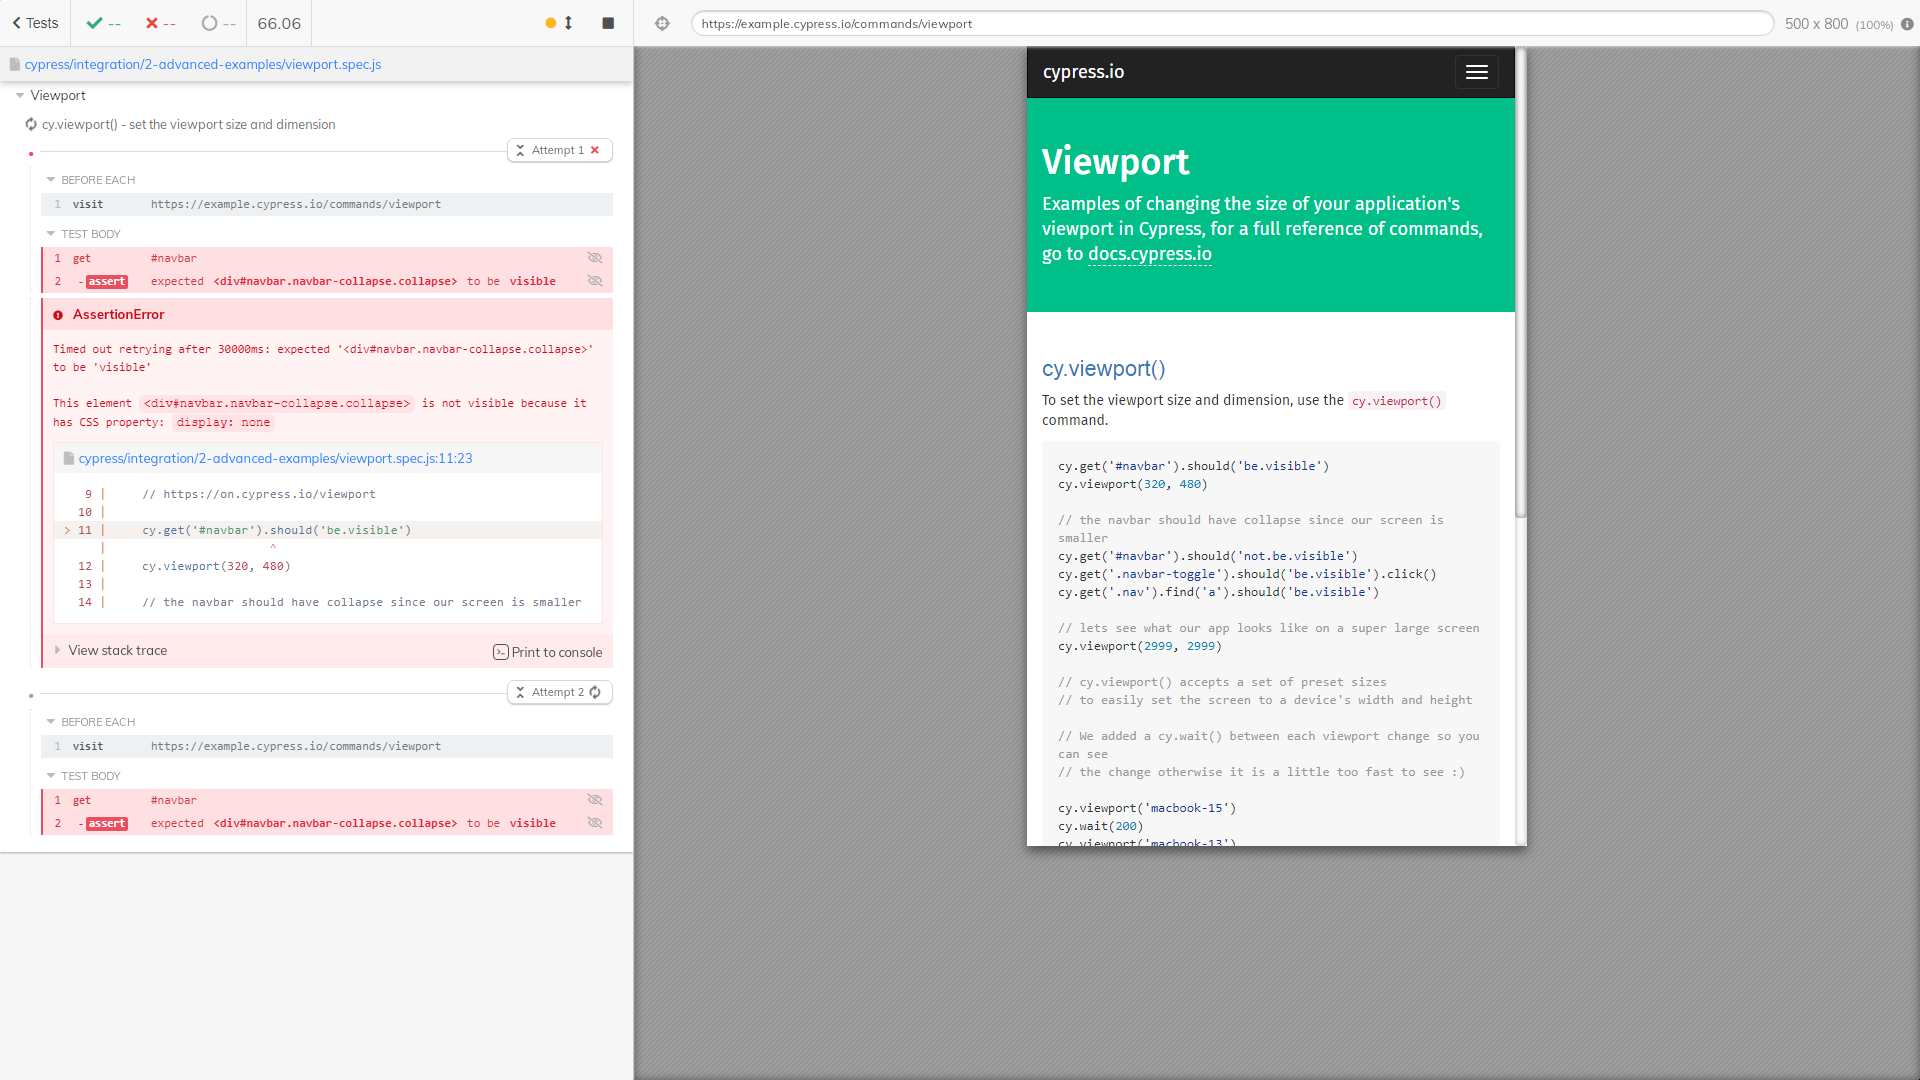 Tests
--
--
--
66.06
cypress/integration/2-advanced-examples/viewport.spec.js
Viewport
cy.viewport() - set the viewport size and dimension
Attempt 1
BEFORE EACH
1 visit https://example.cypress.io/commands/viewport
TEST BODY
1 get #navbar
2 -assert expected <div#navbar.navbar-collapse.collapse> to be visible
AssertionError
Timed out retrying after 30000ms: expected '<div#navbar.navbar-collapse.collapse>'
to be 'visible'
This element <div#navbar.navbar-collapse.collapse> is not visible because it
has CSS property: display: none
cypress/integration/2-advanced-examples/viewport.spec.js:11:23
9 | // https://on.cypress.io/viewport
10 |
> 11 | cy.get('#navbar').should('be.visible')
| ^
12 | cy.viewport(320, 480)
13 |
14 | // the navbar should have collapse since our screen is smaller
View stack trace
Print to console
Attempt 2
BEFORE EACH
1 visit https://example.cypress.io/commands/viewport
TEST BODY
1 get #navbar
2 -assert expected <div#navbar.navbar-collapse.collapse> to be visible
https://example.cypress.io/commands/viewport
500 x 800 (100%)
cypress.io
Viewport
Examples of changing the size of your application's
viewport in Cypress, for a full reference of commands,
go to docs.cypress.io
cy.viewport()
To set the viewport size and dimension, use the cy.viewport()
command.
cy.get('#navbar').should('be.visible')
cy.viewport(320, 480)
// the navbar should have collapse since our screen is
smaller
cy.get('#navbar').should('not.be.visible')
cy.get('.navbar-toggle').should('be.visible').click()
cy.get('.nav').find('a').should('be.visible')
// lets see what our app looks like on a super large screen
cy.viewport(2999, 2999)
// cy.viewport() accepts a set of preset sizes
// to easily set the screen to a device's width and height
// We added a cy.wait() between each viewport change so you
can see
// the change otherwise it is a little too fast to see :)
cy.viewport('macbook-15')
cy.wait(200)
cy.viewport('macbook-13')